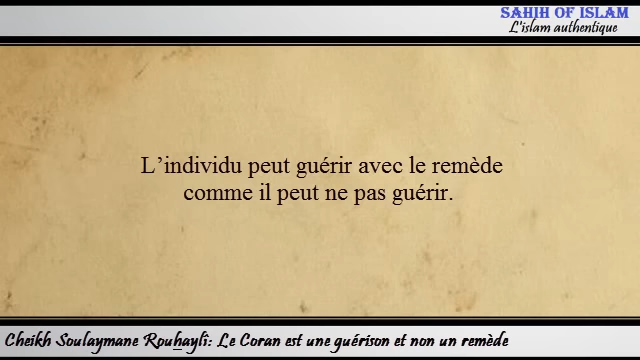 SAHIH OF ISLAM
L'islam authentique
L’individu peut guérir avec le remède
comme il peut ne pas guérir.
Cheikh Soulaymane Rouhaylî: Le Coran est une guérison et non un remède